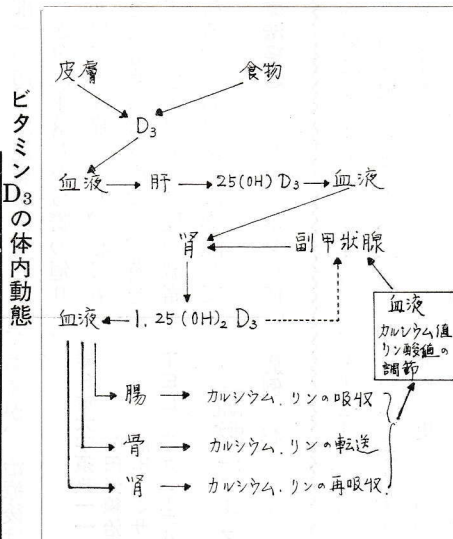 ビタミンD₃の体内動態
皮膚 食物
D₃
血液 → 肝 → 25(OH) D₃ → 血液
腎 ← 副甲状腺
血液 ← 1,25(OH)₂ D₃
血液
カルシウム値
リン酸値の
調節
腸 → カルシウム、リンの吸収
骨 → カルシウム、リンの転送
腎 → カルシウム、リンの再吸収